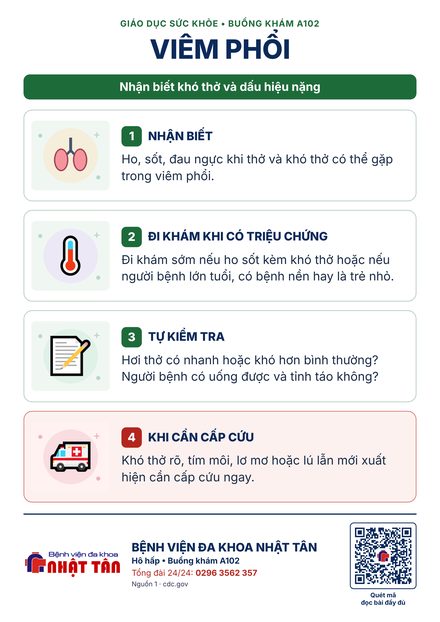 GIÁO DỤC SỨC KHỎE • BUỒNG KHÁM A102
VIÊM PHỔI
Nhận biết khó thở và dấu hiệu nặng
1 NHẬN BIẾT
Ho, sốt, đau ngực khi thở và khó thở có thể gặp
trong viêm phổi.
2 ĐI KHÁM KHI CÓ TRIỆU CHỨNG
Đi khám sớm nếu ho sốt kèm khó thở hoặc nếu
người bệnh lớn tuổi, có bệnh nền hay là trẻ nhỏ.
3 TỰ KIỂM TRA
Hơi thở có nhanh hoặc khó hơn bình thường?
Người bệnh có uống được và tỉnh táo không?
4 KHI CẦN CẤP CỨU
Khó thở rõ, tím môi, lơ mơ hoặc lú lẫn mới xuất
hiện cần cấp cứu ngay.
Bệnh viện đa khoa
NHẬT TÂN
BỆNH VIỆN ĐA KHOA NHẬT TÂN
Hô hấp • Buồng khám A102
Tổng đài 24/24: 0296 3562 357
Nguồn 1 · cdc.gov
Quét mã
đọc bài đầy đủ